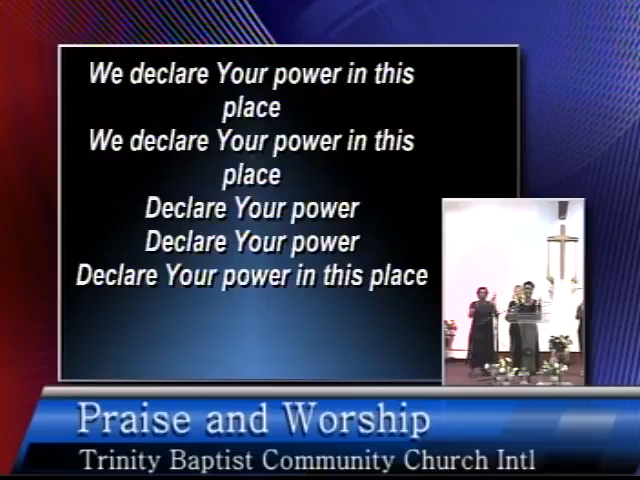 We declare Your power in this
place
We declare Your power in this
place
Declare Your power
Declare Your power
Declare Your power in this place
Praise and Worship
Trinity Baptist Community Church Intl